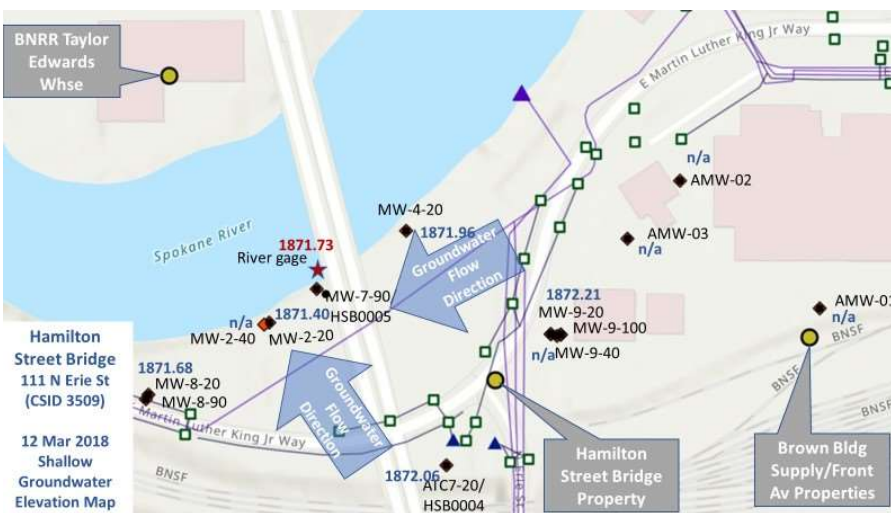 BNRR Taylor
Edwards
Whse
E Martin Luther King Jr Way
n/a
AMW-02
MW-4-20
1871.96
AMW-03
n/a
Spokane River
1871.73
River gage
Groundwater
Flow
Direction
MW-7-90
HSB0005
1871.40
n/a
MW-2-40
MW-2-20
1872.21
MW-9-20
MW-9-100
n/a
MW-9-40
AMW-0
n/a
BNSF
BNSF
BNSF
Hamilton
Street Bridge
111 N Erie St
(CSID 3509)
12 Mar 2018
Shallow
Groundwater
Elevation Map
1871.68
MW-8-20
MW-8-90
Martin Luther King Jr Way
BNSF
Groundwater
Flow
Direction
1872.06
ATC7-20/
HSB0004
Hamilton
Street Bridge
Property
Brown Bldg
Supply/Front
Av Properties